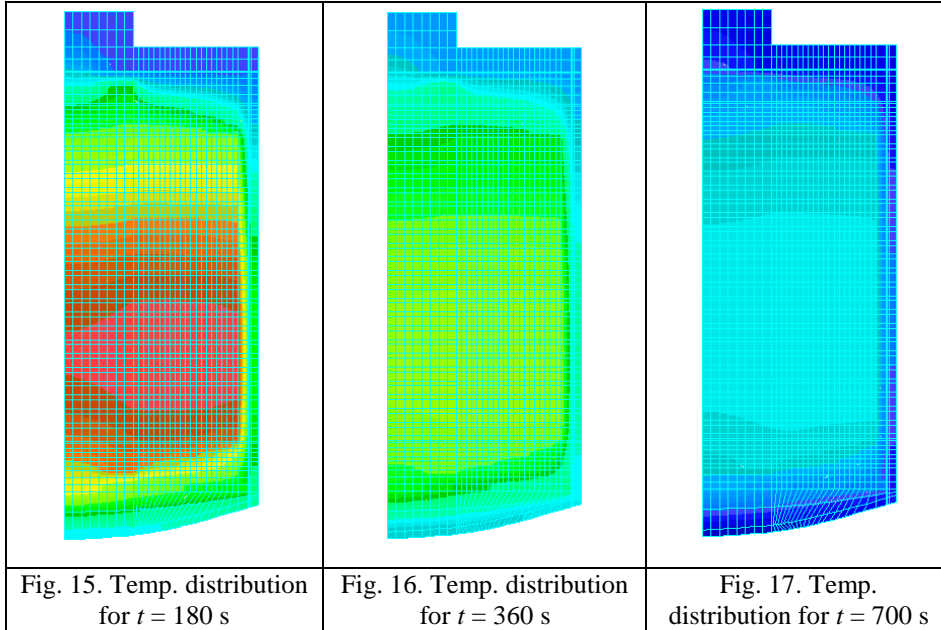 Fig. 15. Temp. distribution
for t = 180 s
Fig. 16. Temp. distribution
for t = 360 s
Fig. 17. Temp.
distribution for t = 700 s